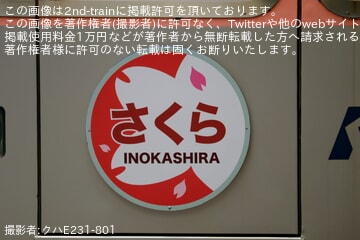 この画像は2nd-trainに掲載許可を頂いております。
この画像を著作権者(撮影者)に許可なく、Twitterや他のwebサイト
掲載使用料金1万円などが著作者から無断転載した方へ請求される
著作権者様に許可のない転載は固くお断りいたします。
さくら
INOKASHIRA
撮影者:クハE231-801